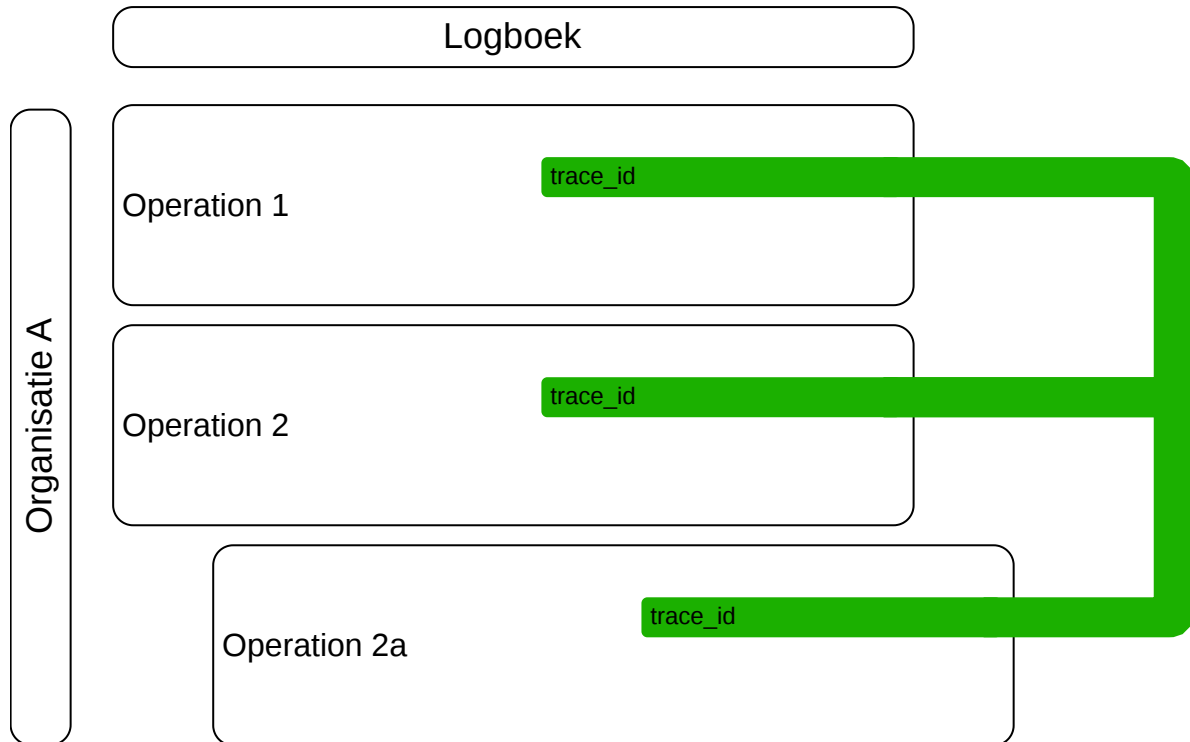 Logboek
Organisatie A
Operation 1
trace_id
Operation 2
trace_id
Operation 2a
trace_id